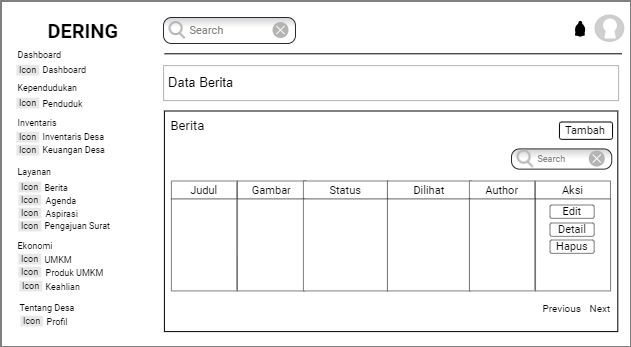 DERING
Search
Dashboard
Icon Dashboard
Kependudukan
Icon Penduduk
Inventaris
Icon Inventaris Desa
Icon Keuangan Desa
Layanan
Icon Berita
Icon Agenda
Icon Aspirasi
Icon Pengajuan Surat
Ekonomi
Icon UMKM
Icon Produk UMKM
Icon Keahlian
Tentang Desa
Icon Profil
Data Berita
Berita
Tambah
Search
Judul Gambar Status Dilihat Author Aksi
Edit
Detail
Hapus
Previous Next